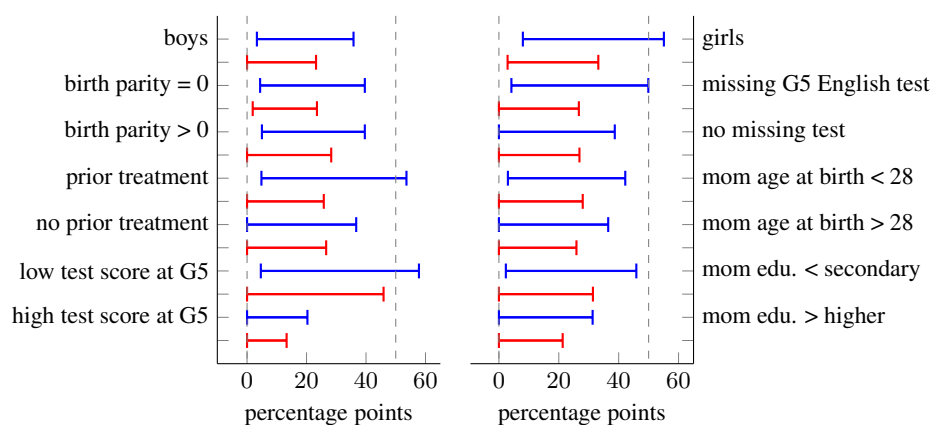 boys
birth parity = 0
birth parity > 0
prior treatment
no prior treatment
low test score at G5
high test score at G5
0 20 40 60
percentage points
girls
missing G5 English test
no missing test
mom age at birth < 28
mom age at birth > 28
mom edu. < secondary
mom edu. > higher
0 20 40 60
percentage points